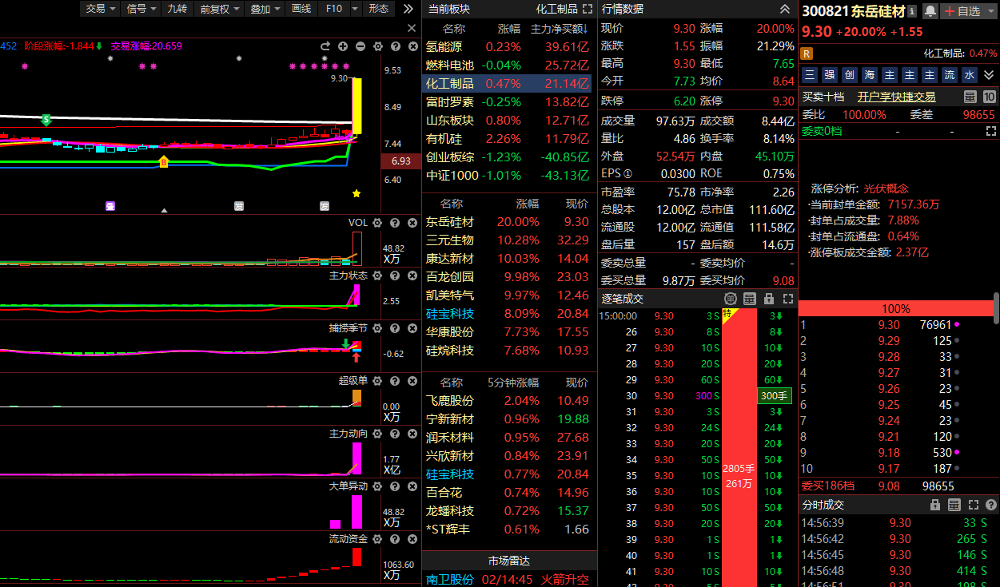 交易 信号 九转 前复权 叠加 画线 F10 形态
452 阶段涨幅:-1.844 交易涨幅:20.659
9.30
9.53
8.49
7.44
6.93
6.40
S
B
发 发
VOL
48.82
X万
主力状态
2.55
捕捞季节
-0.62
超级单
0.00
X万
主力动向
1.77
X亿
大单异动
48.82
X万
流动资金
1063.60
X万
当前板块 化工制品
名称 涨幅 主力净买额↓
氢能源 0.23% 39.61亿
燃料电池 -0.04% 25.72亿
化工制品 0.47% 21.14亿
富时罗素 -0.25% 13.82亿
山东板块 0.80% 12.71亿
有机硅 2.26% 11.79亿
创业板综 -1.23% -40.85亿
中证1000 -1.01% -43.13亿
名称 涨幅 现价
东岳硅材 20.00% 9.30
三元生物 10.28% 32.29
康达新材 10.03% 14.04
百龙创园 9.98% 23.03
凯美特气 9.97% 12.46
硅宝科技 8.09% 20.84
华康股份 7.73% 17.55
硅烷科技 7.68% 10.93
名称 5分钟涨幅 现价
飞鹿股份 2.04% 10.49
宁新新材 0.96% 19.88
润禾材料 0.95% 27.68
兴欣新材 0.84% 23.91
硅宝科技 0.77% 20.84
百合花 0.74% 14.96
龙蟠科技 0.72% 15.37
*ST辉丰 0.61% 1.66
市场雷达
南卫股份 02/14:45 火箭升空
行情数据
现价 9.30 涨幅 20.00%
涨跌 1.55 振幅 21.29%
最高 9.30 最低 7.65
今开 7.73 均价 8.64
跌停 6.20 涨停 9.30
成交量 97.63万 成交额 8.44亿
量比 4.86 换手率 8.14%
外盘 52.54万 内盘 45.10万
EPS① 0.0300 ROE 0.75%
市盈率 75.78 市净率 2.26
总股本 12.00亿 总市值 111.60亿
流通股 12.00亿 流通值 111.58亿
盘后量 157 盘后额 14.6万
委卖总量 - 委卖均价 -
委买总量 9.87万 委买均价 9.08
逐笔成交 单 量
15:00:00 9.30 3 S 特 3
26 9.30 8 S 8
27 9.30 10 S 10
28 9.30 20 S 20
29 9.30 60 S 60
30 9.30 300 S 300手
31 9.30 3 S 3
32 9.30 24 S 24
33 9.30 20 S 20
34 9.30 50 S 2805手 50
35 9.30 10 S 261万 10
36 9.30 10 S 10
37 9.30 50 S 50
38 9.30 20 S 20
39 9.30 1 S 1
40 9.30 1 S 1
41 9.30 10 S 10
300821 东岳硅材 自选
9.30 +20.00% +1.55
R 化工制品: 0.47%
三 强 创 海 主 主 主 流 水
买卖十档 开户享快捷交易 量 10
委比 100.00% 委差 98655
委卖0档 - -
涨停分析: 光伏概念
·当前封单金额: 7157.36万
·封单占成交量: 7.88%
·封单占流通盘: 0.64%
·涨停板成交金额: 2.37亿
100%
1 9.30 76961
2 9.29 125
3 9.28 33
4 9.27 31
5 9.26 23
6 9.25 45
7 9.24 23
8 9.21 120
9 9.18 530
10 9.17 187
委买186档 9.08 98655
分时成交 量
14:56:39 9.30 33 S
14:56:42 9.30 265 S
14:56:45 9.30 146 S
14:56:48 9.30 414 S
14:56:51 9.30 198 S